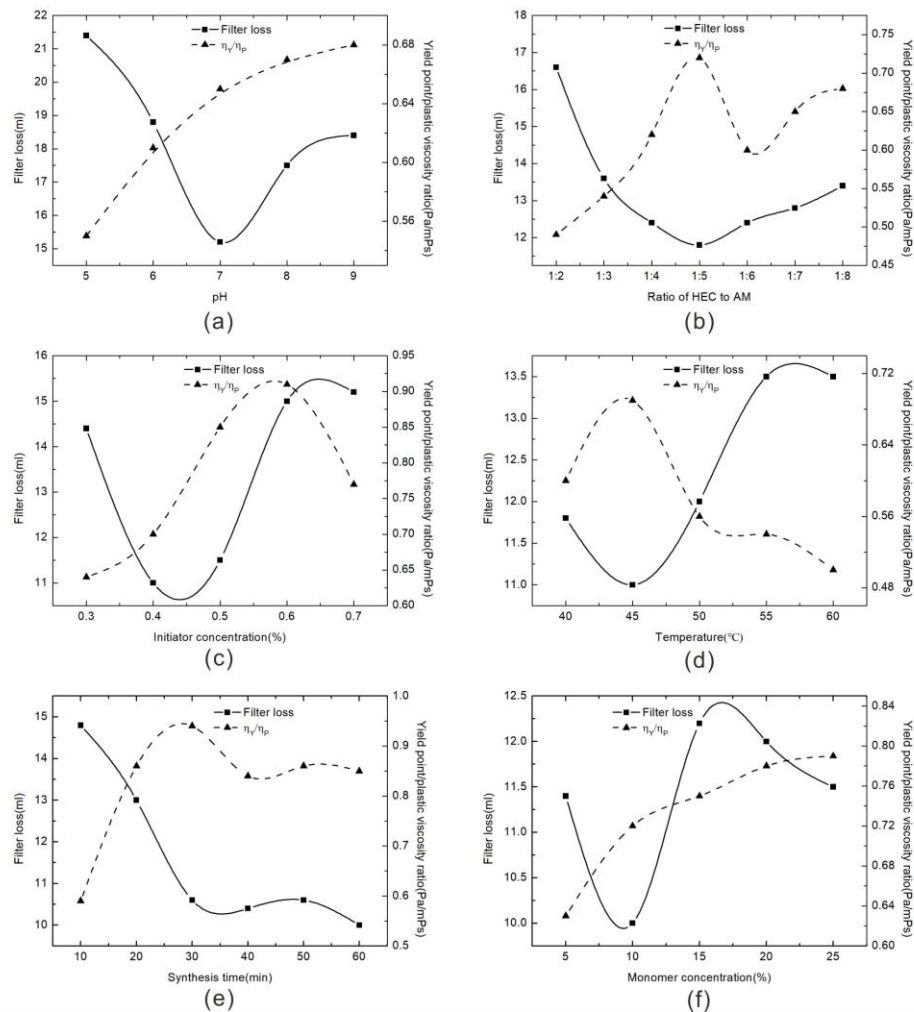 Filter loss(ml)
22
21
20
19
18
17
16
15
Filter loss
ηY/ηP
0.68
0.64
0.60
0.56
Yield point/plastic viscosity ratio(Pa/mPs)
5 6 7 8 9
pH
(a)
Filter loss(ml)
18
17
16
14
13
12
Filter loss
ηY/ηP
0.75
0.70
0.65
0.60
0.55
0.50
0.45
Yield point/plastic viscosity ratio(Pa/mPs)
1:2 1:3 1:4 1:5 1:6 1:7 1:8
Ratio of HEC to AM
(b)
Filter loss(ml)
16
15
14
13
11
Filter loss
ηY/ηP
0.95
0.90
0.85
0.80
0.75
0.70
0.65
0.60
Yield point/plastic viscosity ratio(Pa/mPs)
0.3 0.4 0.5 0.6 0.7
Initiator concentration(%)
(c)
Filter loss(ml)
13.5
13.0
12.5
12.0
11.5
11.0
Filter loss
ηY/ηP
0.72
0.64
0.56
0.48
Yield point/plastic viscosity ratio(Pa/mPs)
40 45 50 55 60
Temperature(℃)
(d)
Filter loss(ml)
15
14
13
11
10
Filter loss
ηY/ηP
1.0
0.9
0.8
0.7
0.6
0.5
Yield point/plastic viscosity ratio(Pa/mPs)
10 20 30 40 50 60
Synthesis time(min)
(e)
Filter loss(ml)
12.5
12.0
11.5
11.0
10.5
10.0
Filter loss
ηY/ηP
0.84
0.80
0.76
0.72
0.68
0.64
0.60
Yield point/plastic viscosity ratio(Pa/mPs)
5 10 15 20 25
Monomer concentration(%)
(f)